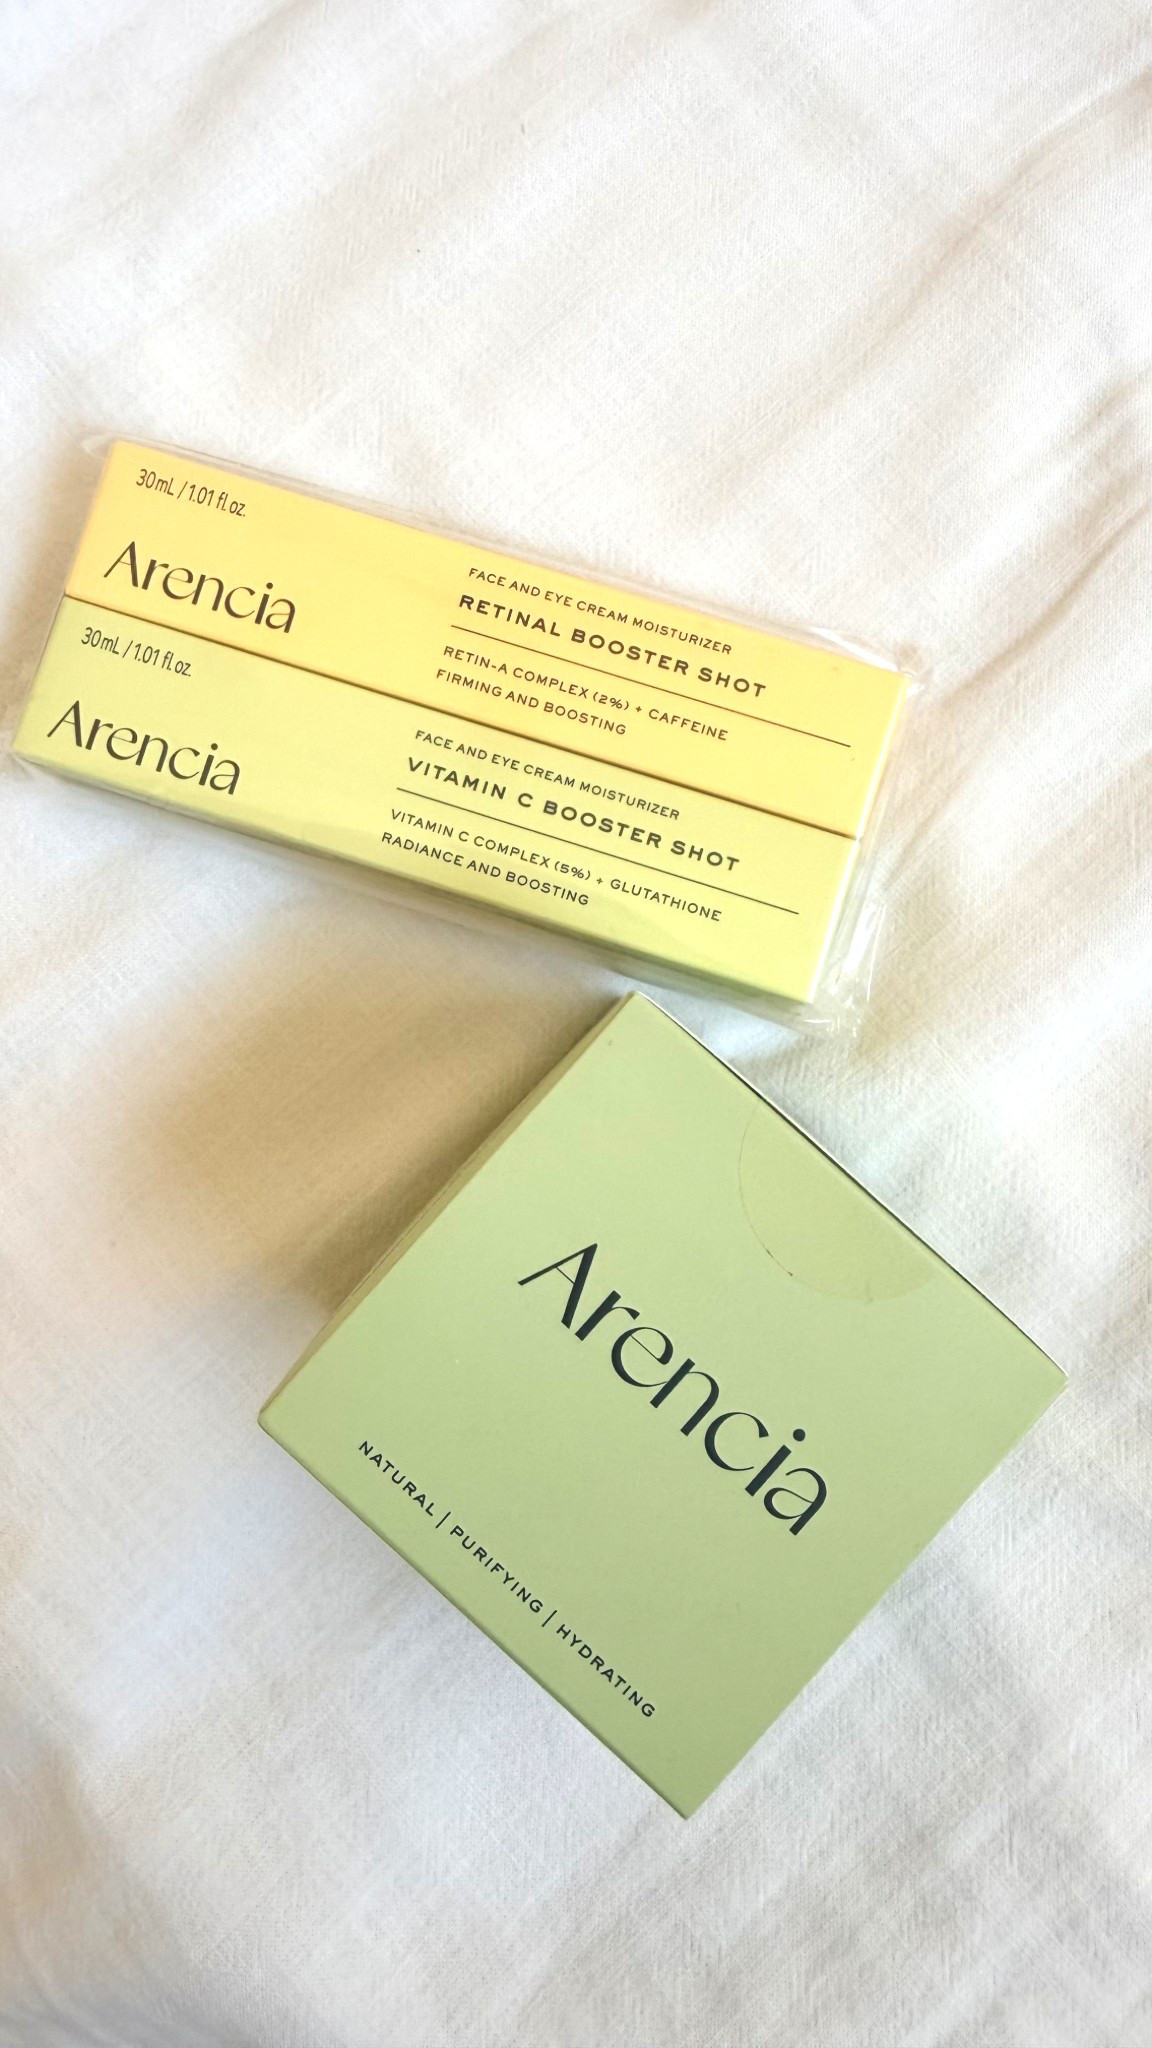 30mL / 1.01 fl oz.
Arencia
FACE AND EYE CREAM MOISTURIZER
RETINAL BOOSTER SHOT
RETIN-A COMPLEX (2%) + CAFFEINE
FIRMING AND BOOSTING
30mL / 1.01 fl oz.
Arencia
FACE AND EYE CREAM MOISTURIZER
VITAMIN C BOOSTER SHOT
VITAMIN C COMPLEX (5%) + GLUTATHIONE
RADIANCE AND BOOSTING
Arencia
NATURAL | PURIFYING | HYDRATING